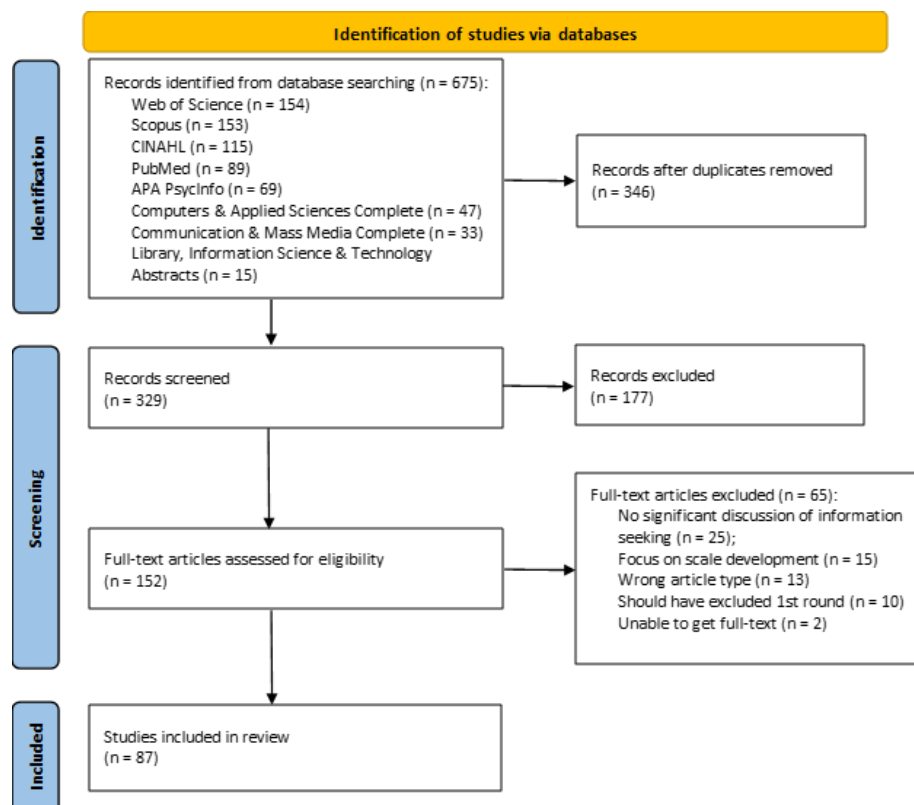 Identification of studies via databases
Identification
Records identified from database searching (n = 675):
Web of Science (n = 154)
Scopus (n = 153)
CINAHL (n = 115)
PubMed (n = 89)
APA PsycInfo (n = 69)
Computers & Applied Sciences Complete (n = 47)
Communication & Mass Media Complete (n = 33)
Library, Information Science & Technology
Abstracts (n = 15)
Records after duplicates removed
(n = 346)
Screening
Records screened
(n = 329)
Records excluded
(n = 177)
Full-text articles assessed for eligibility
(n = 152)
Full-text articles excluded (n = 65):
No significant discussion of information
seeking (n = 25);
Focus on scale development (n = 15)
Wrong article type (n = 13)
Should have excluded 1st round (n = 10)
Unable to get full-text (n = 2)
Included
Studies included in review
(n = 87)